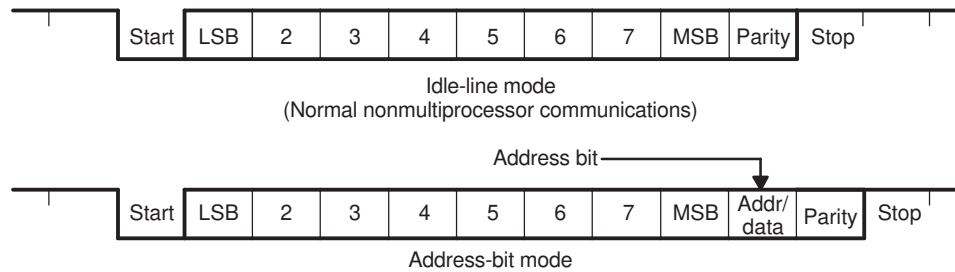 Start LSB 2 3 4 5 6 7 MSB Parity Stop
Idle-line mode
(Normal nonmultiprocessor communications)
Address bit
Start LSB 2 3 4 5 6 7 MSB Addr/data Parity Stop
Address-bit mode